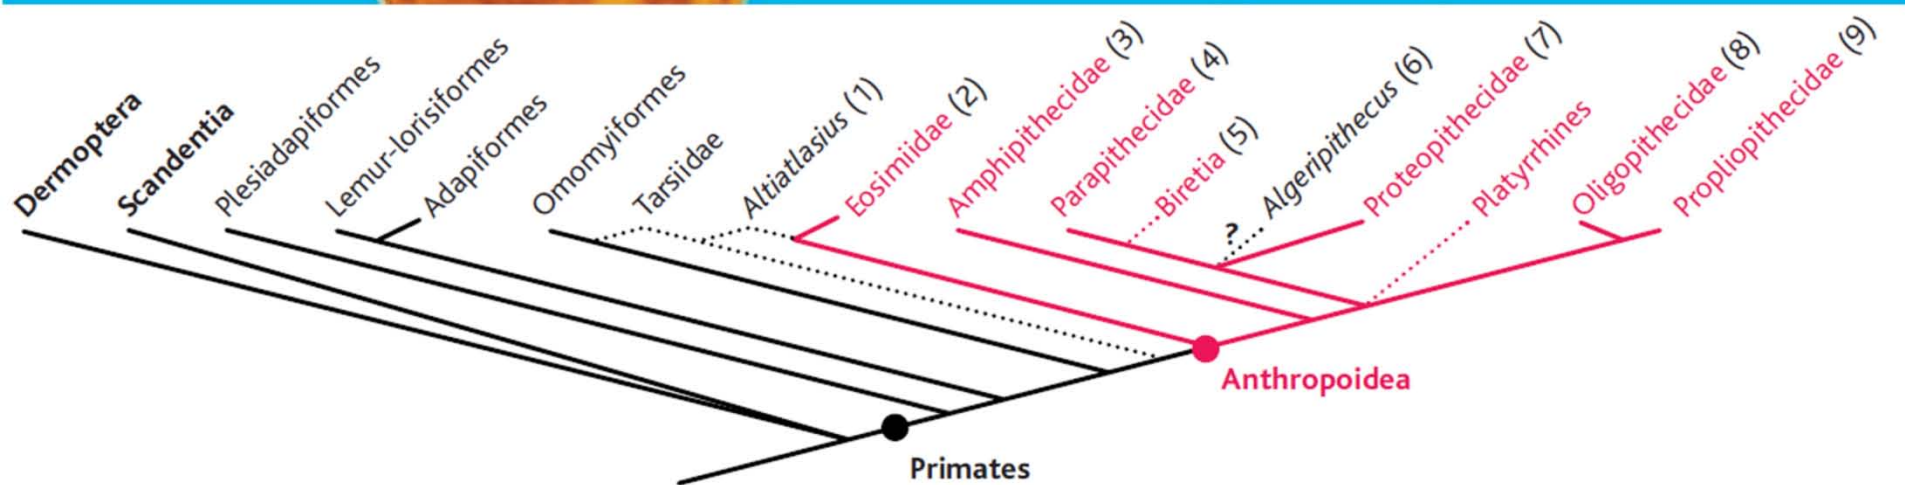 Dermoptera
Scandentia
Plesiadapiformes
Lemur-lorisiformes
Adapiformes
Omomyiformes
Tarsiidae
Altiatlasius (1)
Eosimiidae (2)
Amphipithecidae (3)
Parapithecidae (4)
Biretia (5)
?
Algeripithecus (6)
Proteopithecidae (7)
Platyrrhines
Oligopithecidae (8)
Propliopithecidae (9)
Anthropoidea
Primates